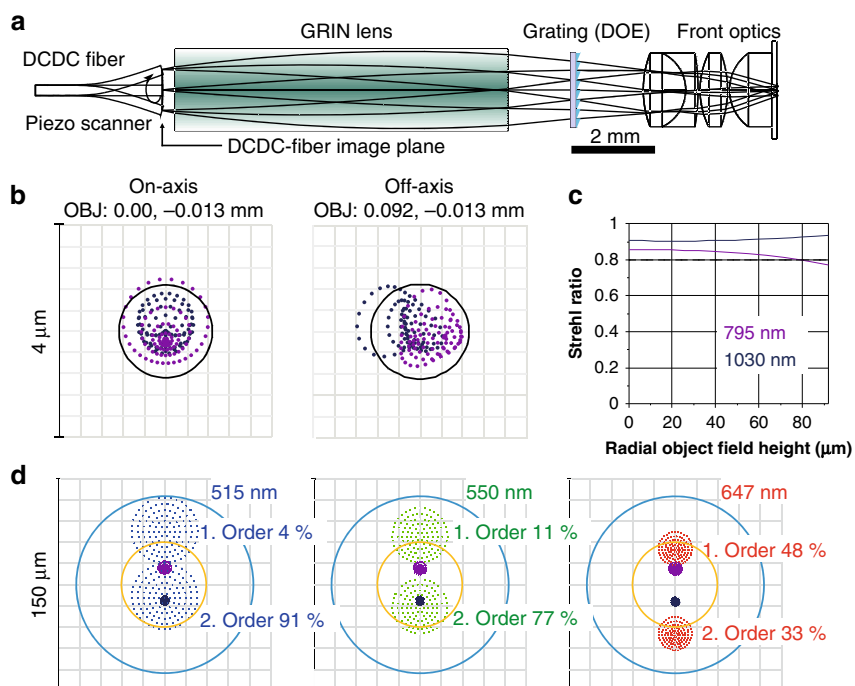 a
GRIN lens
Grating (DOE)
Front optics
DCDC fiber
Piezo scanner
DCDC-fiber image plane
2 mm
b
On-axis
OBJ: 0.00, –0.013 mm
Off-axis
OBJ: 0.092, –0.013 mm
4 µm
c
Strehl ratio
1
0.8
0.6
0.4
0.2
0
795 nm
1030 nm
0 20 40 60 80
Radial object field height (µm)
d
150 µm
515 nm
1. Order 4 %
2. Order 91 %
550 nm
1. Order 11 %
2. Order 77 %
647 nm
1. Order 48 %
2. Order 33 %